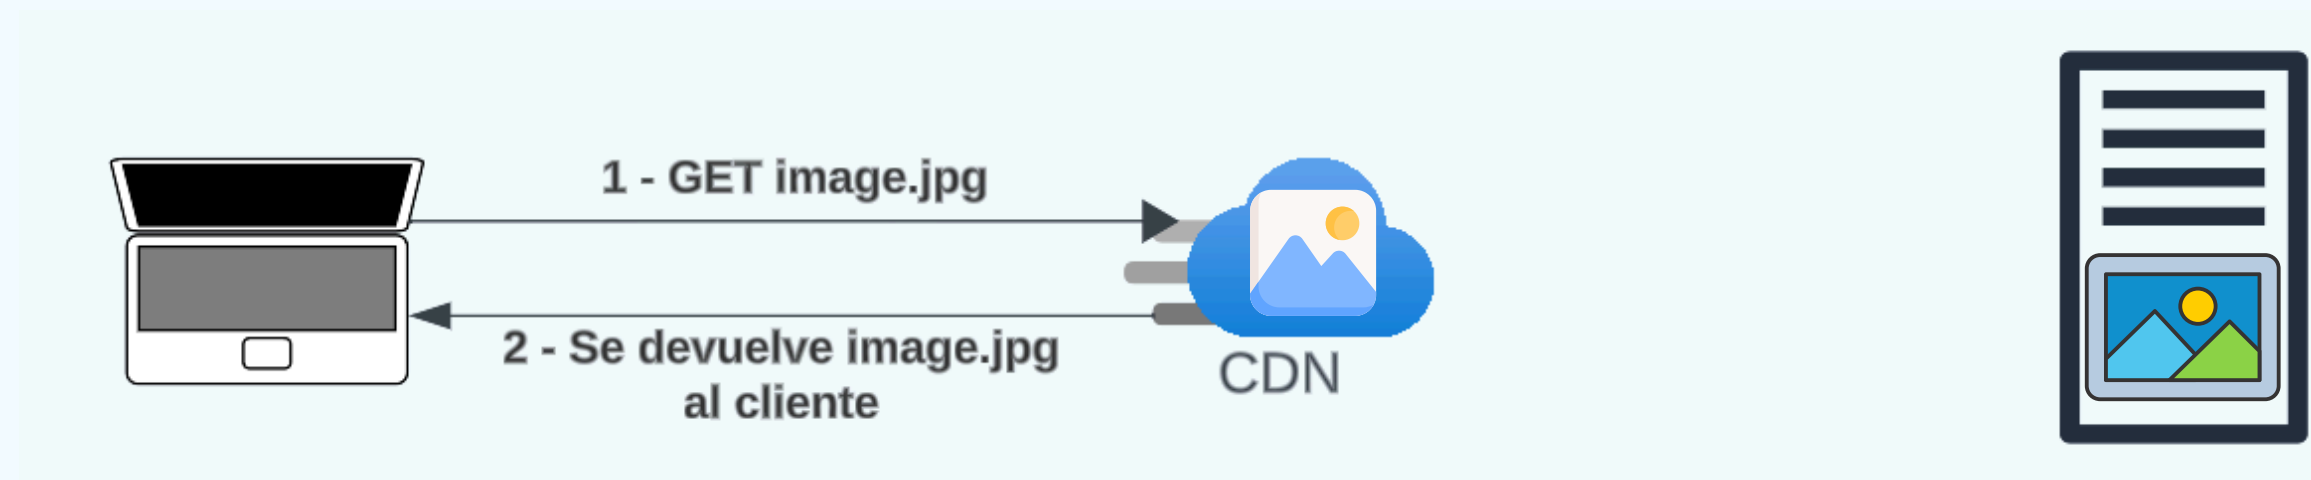 1 - GET image.jpg
2 - Se devuelve image.jpg
al cliente
CDN